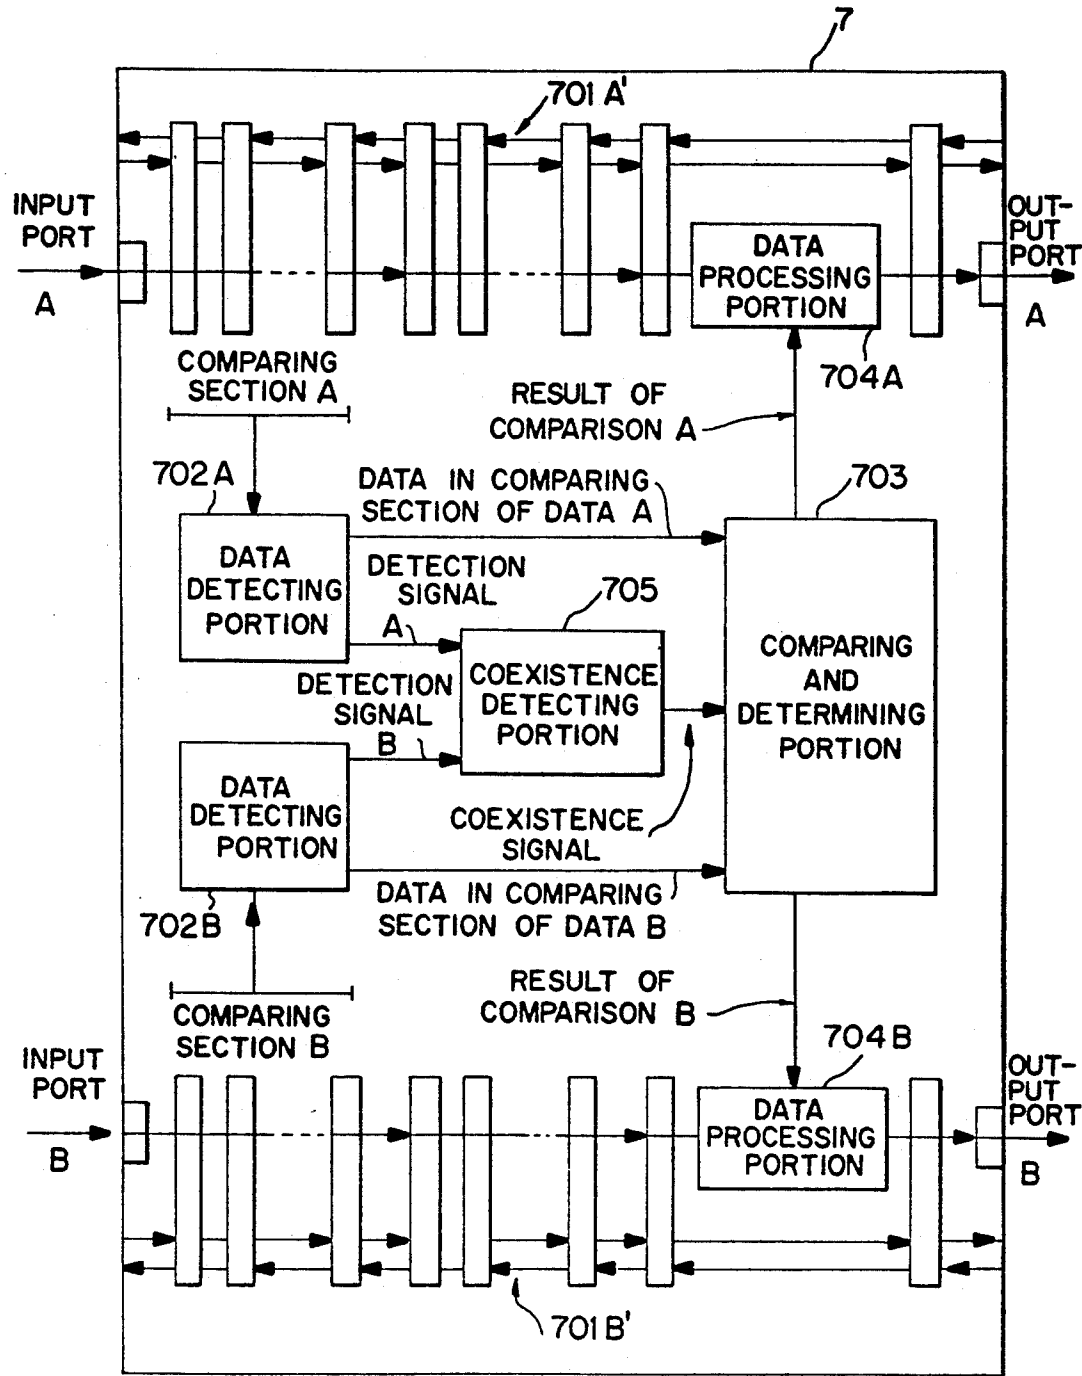 7
701A'
INPUT
PORT
A
OUT-
PUT
PORT
A
DATA
PROCESSING
PORTION
704A
COMPARING
SECTION A
RESULT OF
COMPARISON A
702A
DATA IN COMPARING
SECTION OF DATA A
703
DATA
DETECTING
PORTION
DETECTION
SIGNAL
A
705
COEXISTENCE
DETECTING
PORTION
COMPARING
AND
DETERMINING
PORTION
DETECTION
SIGNAL
B
DATA
DETECTING
PORTION
COEXISTENCE
SIGNAL
702B
DATA IN COMPARING
SECTION OF DATA B
RESULT OF
COMPARISON B
COMPARING
SECTION B
704B
INPUT
PORT
B
DATA
PROCESSING
PORTION
OUT-
PUT
PORT
B
701B'